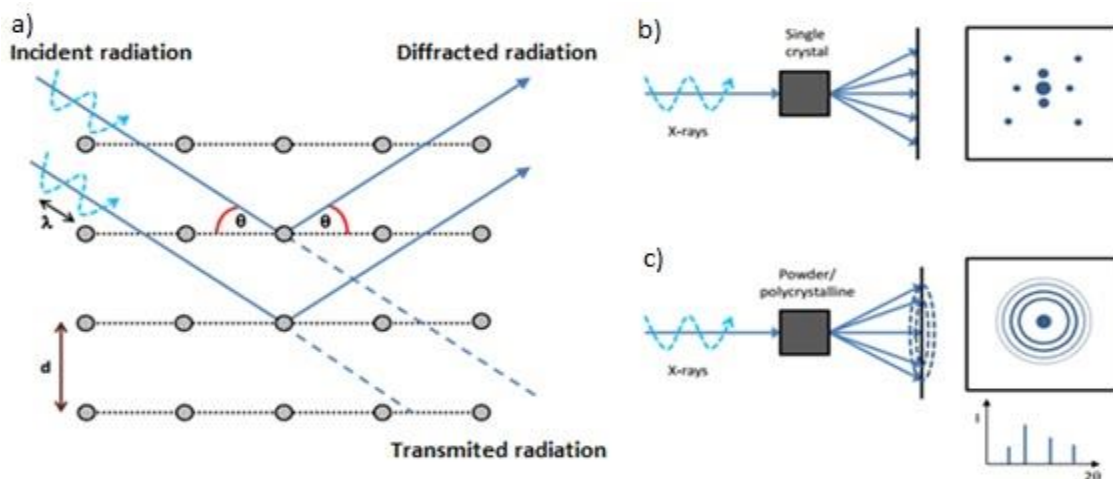 a)
Incident radiation
Diffracted radiation
λ
θ
θ
d
Transmited radiation
b)
Single
crystal
X-rays
c)
Powder/
polycrystalline
X-rays
I
2θ